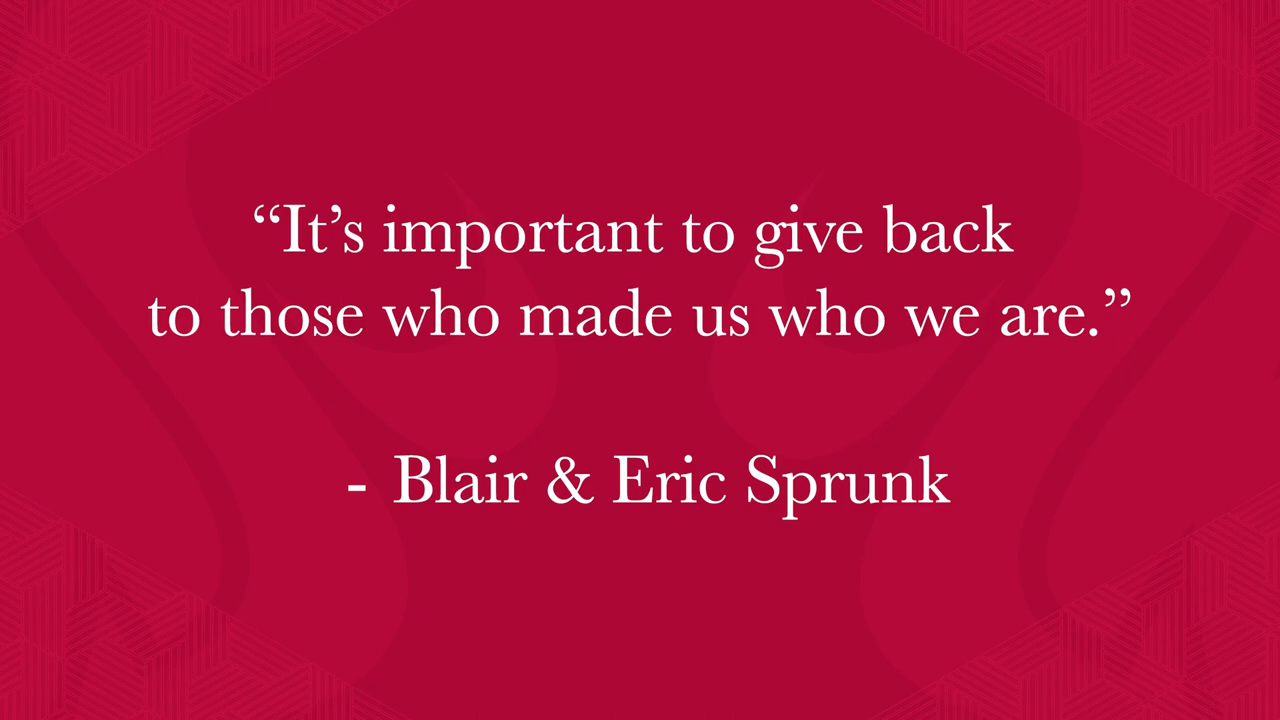 “It’s important to give back
to those who made us who we are.”
- Blair & Eric Sprunk